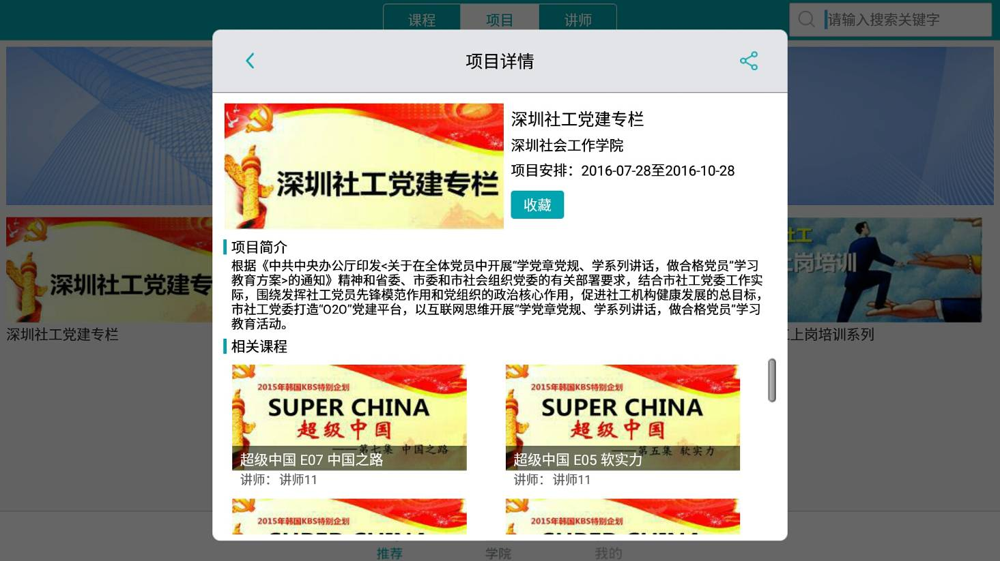 课程
项目
讲师
请输入搜索关键字
项目详情
深圳社工党建专栏
深圳社工党建专栏
深圳社会工作学院
项目安排：2016-07-28至2016-10-28
收藏
项目简介
根据《中共中央办公厅印发<关于在全体党员中开展“学党章党规、学系列讲话，做合格党员”学习
教育方案>的通知》精神和省委、市委和市社会组织党委的有关部署要求，结合市社工党委工作实
际，围绕发挥社工党员先锋模范作用和党组织的政治核心作用，促进社工机构健康发展的总目标，
市社工党委打造“O2O”党建平台，以互联网思维开展“学党章党规、学系列讲话，做合格党员”学习
教育活动。
相关课程
2015年韩国KBS特别企划
SUPER CHINA
超级中国
——第七集 中国之路
超级中国 E07 中国之路
讲师： 讲师11
2015年韩国KBS特别企划
SUPER CHINA
超级中国
——第五集 软实力
超级中国 E05 软实力
讲师： 讲师11
2015年韩国KBS特别企划
SUPER CHINA
2015年韩国KBS特别企划
SUPER CHINA
深圳社工党建专
深圳社工党建专栏
社工
上岗培训
上岗培训系列
推荐
学院
我的